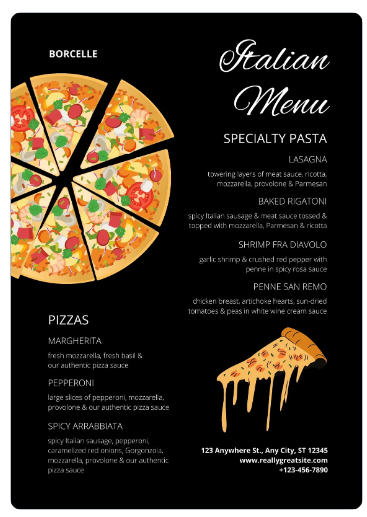 BORCELLE
Italian
Menu
SPECIALTY PASTA
LASAGNA
towering layers of meat sauce, ricotta,
mozzarella, provolone & Parmesan
BAKED RIGATONI
spicy Italian sausage & meat sauce tossed &
topped with mozzarella, Parmesan & ricotta
SHRIMP FRA DIAVOLO
garlic shrimp & crushed red pepper with
penne in spicy rosa sauce
PENNE SAN REMO
chicken breast, artichoke hearts, sun-dried
tomatoes & peas in white wine cream sauce
PIZZAS
MARGHERITA
fresh mozzarella, fresh basil &
our authentic pizza sauce
PEPPERONI
large slices of pepperoni, mozzarella,
provolone & our authentic pizza sauce
SPICY ARRABBIATA
spicy Italian sausage, pepperoni,
caramelized red onions, Gorgonzola,
mozzarella, provolone & our authentic
pizza sauce
123 Anywhere St., Any City, ST 12345
www.reallygreatsite.com
+123-456-7890